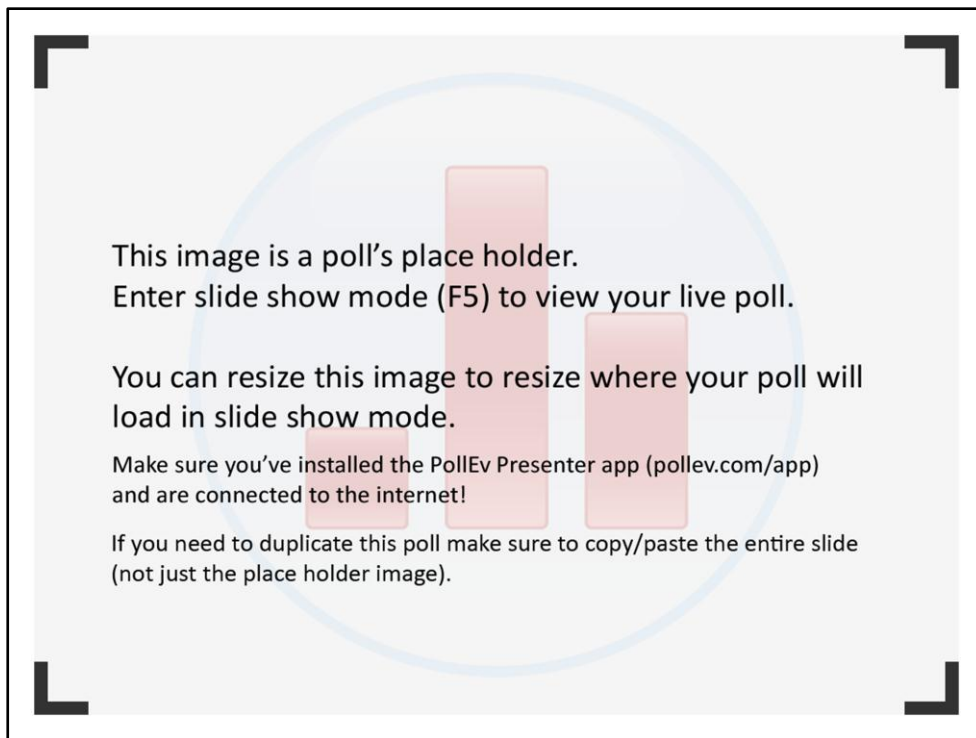 This image is a poll’s place holder.
Enter slide show mode (F5) to view your live poll.
You can resize this image to resize where your poll will
load in slide show mode.
Make sure you’ve installed the PollEv Presenter app (pollev.com/app)
and are connected to the internet!
If you need to duplicate this poll make sure to copy/paste the entire slide
(not just the place holder image).